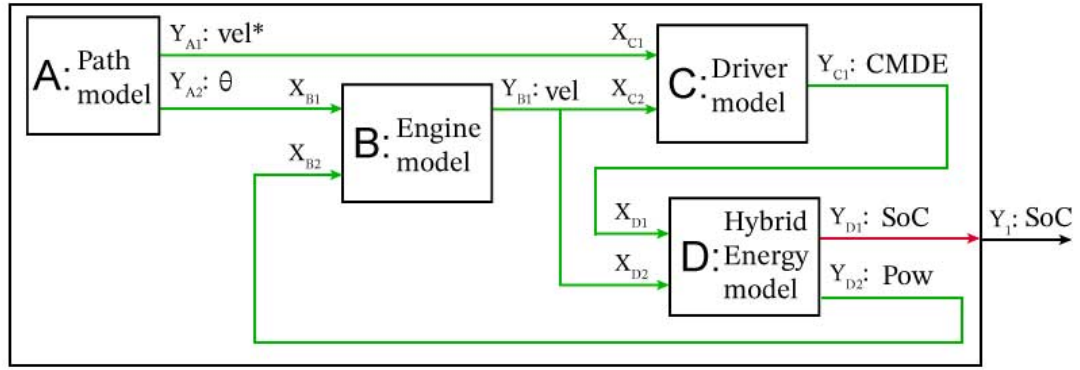 Y_A1: vel*
X_C1
A: Path model
Y_A2: θ
X_B1
Y_B1: vel
X_C2
C: Driver model
Y_C1: CMDE
B: Engine model
X_B2
X_D1
D: Hybrid Energy model
Y_D1: SoC
Y_1: SoC
X_D2
Y_D2: Pow